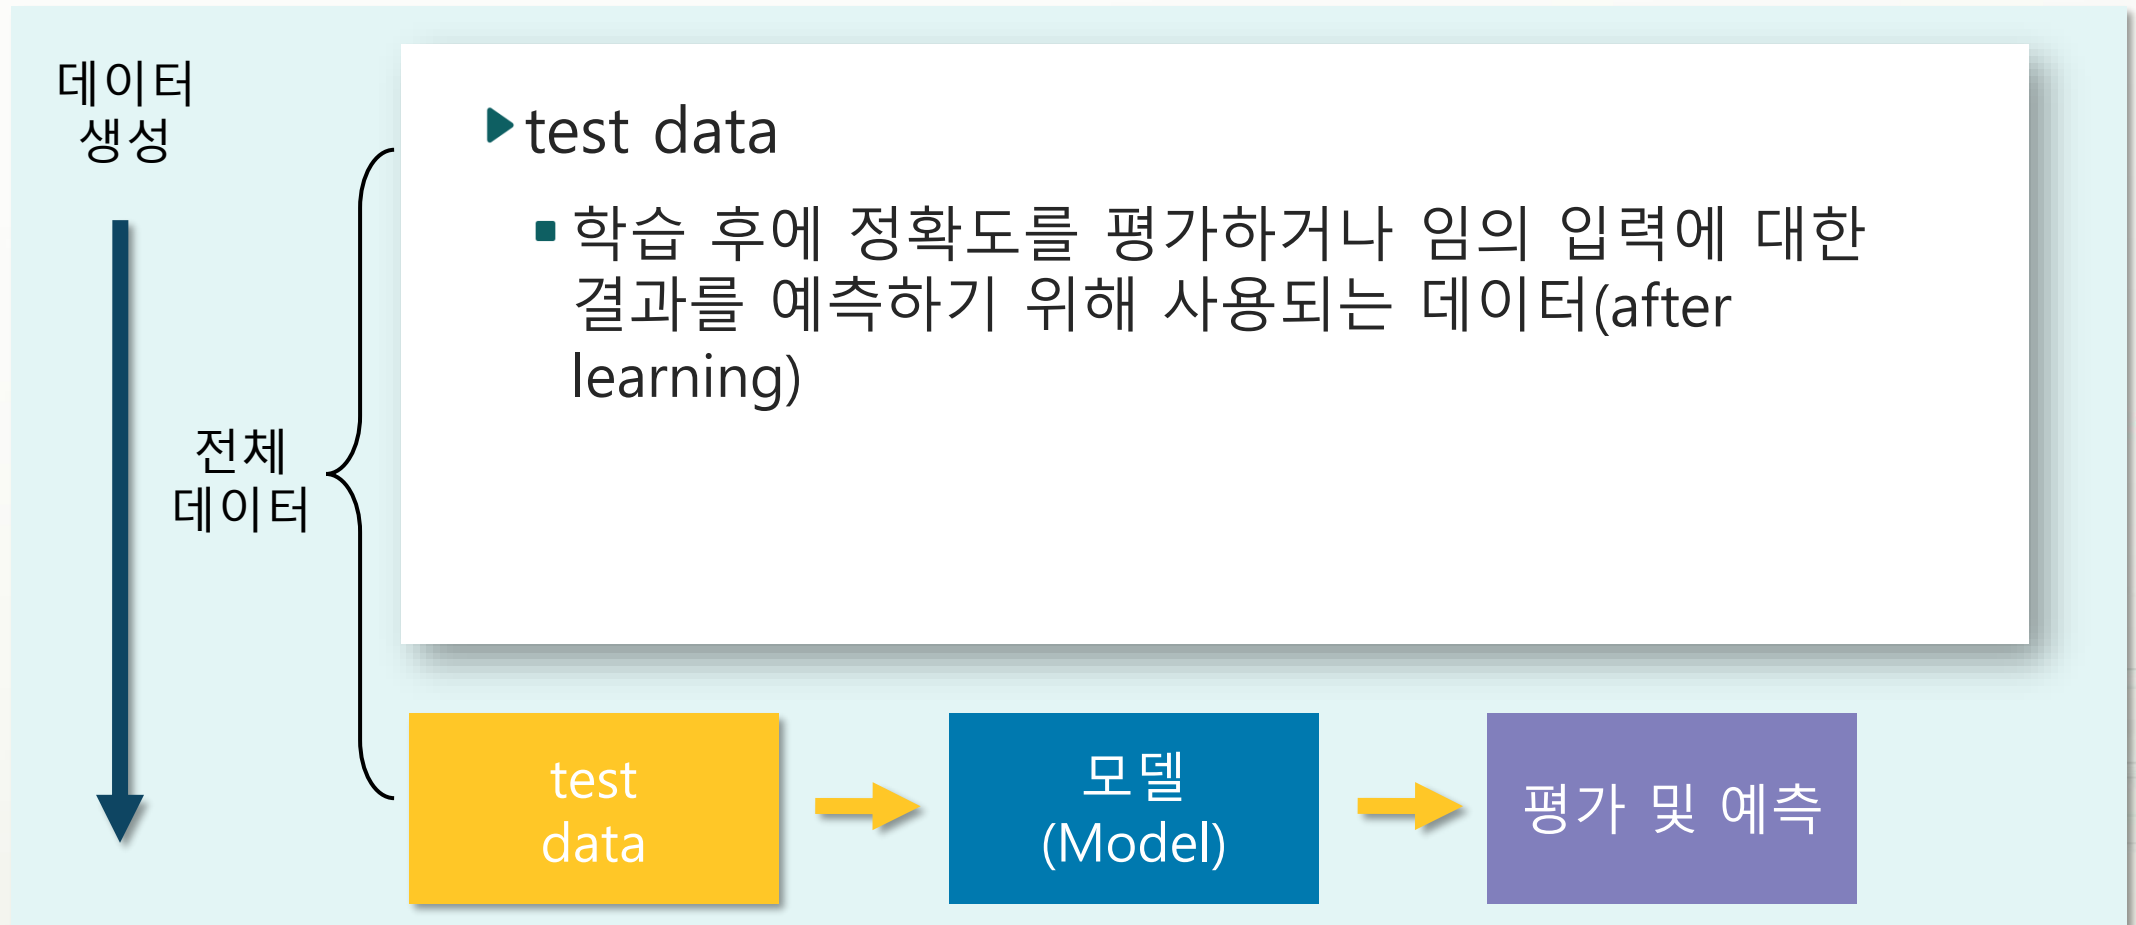 데이터
생성
전체
데이터
test data
학습 후에 정확도를 평가하거나 임의 입력에 대한
결과를 예측하기 위해 사용되는 데이터(after
learning)
test
data
모델
(Model)
평가 및 예측